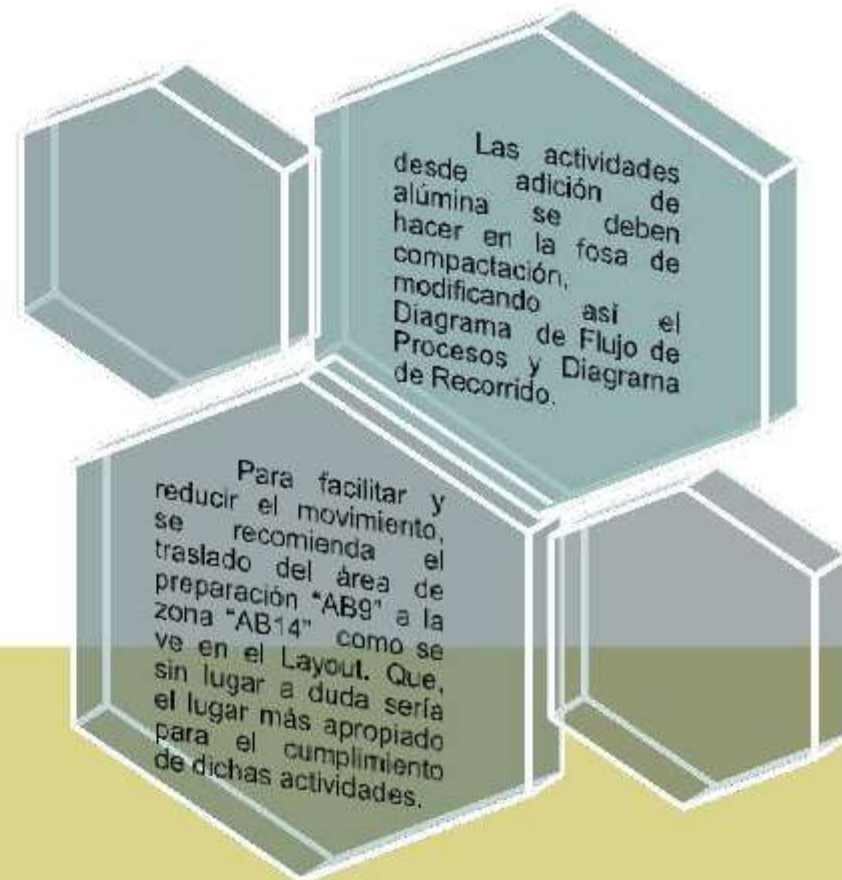 Las actividades
desde adición de
alúmina se deben
hacer en la fosa de
compactación,
modificando así el
Diagrama de Flujo de
Procesos y Diagrama
de Recorrido.
Para facilitar y
reducir el movimiento,
se recomienda el
traslado del área de
preparación “AB9” a la
zona “AB14” como se
ve en el Layout. Que,
sin lugar a duda sería
el lugar más apropiado
para el cumplimiento
de dichas actividades.